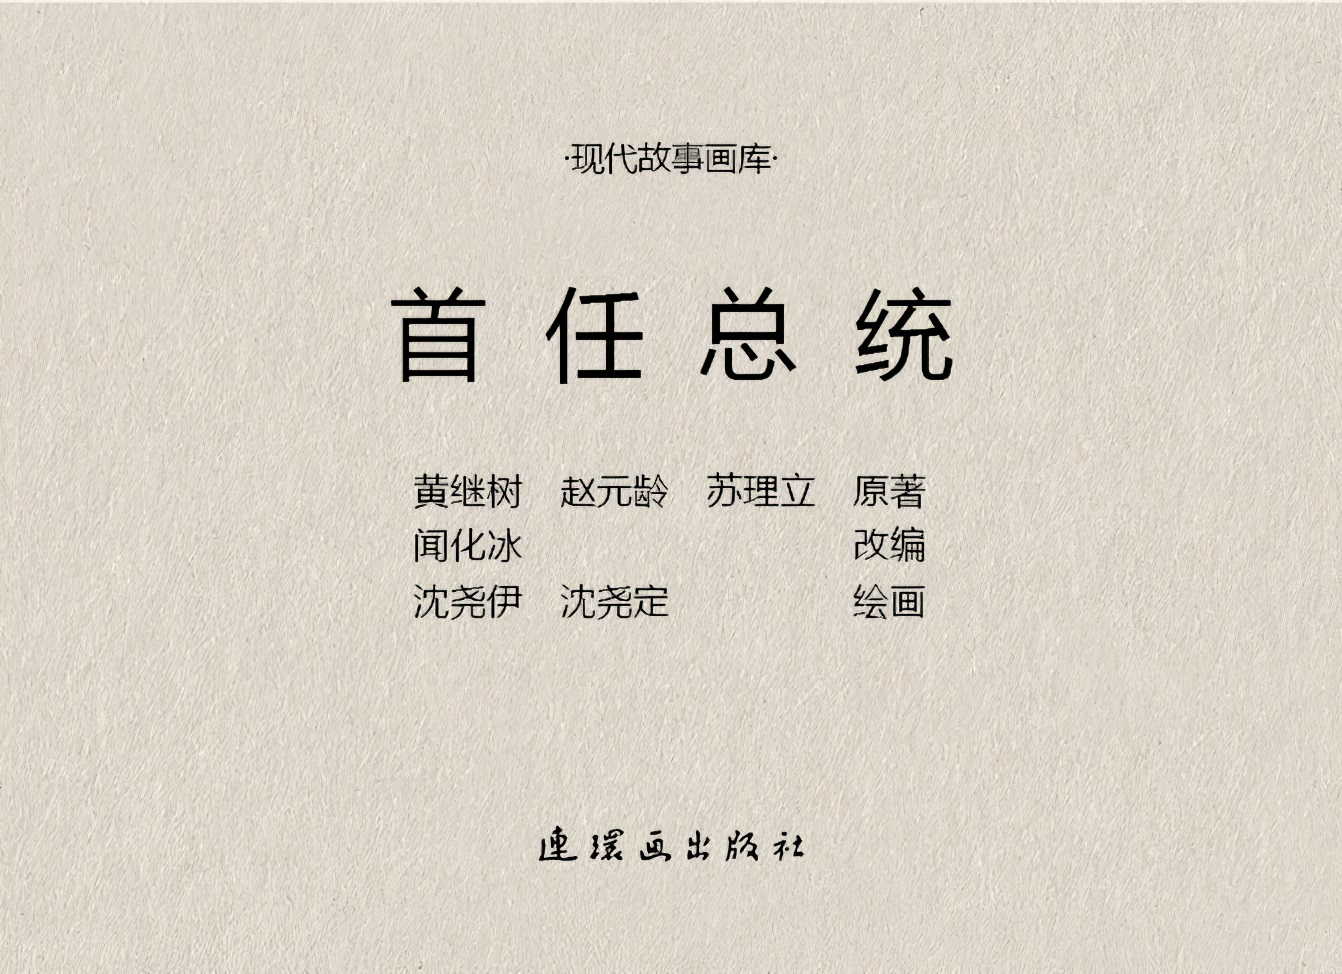 ·现代故事画库·
首任总统
黄继树 赵元龄 苏理立 原著
闻化冰 改编
沈尧伊 沈尧定 绘画
連環画出版社